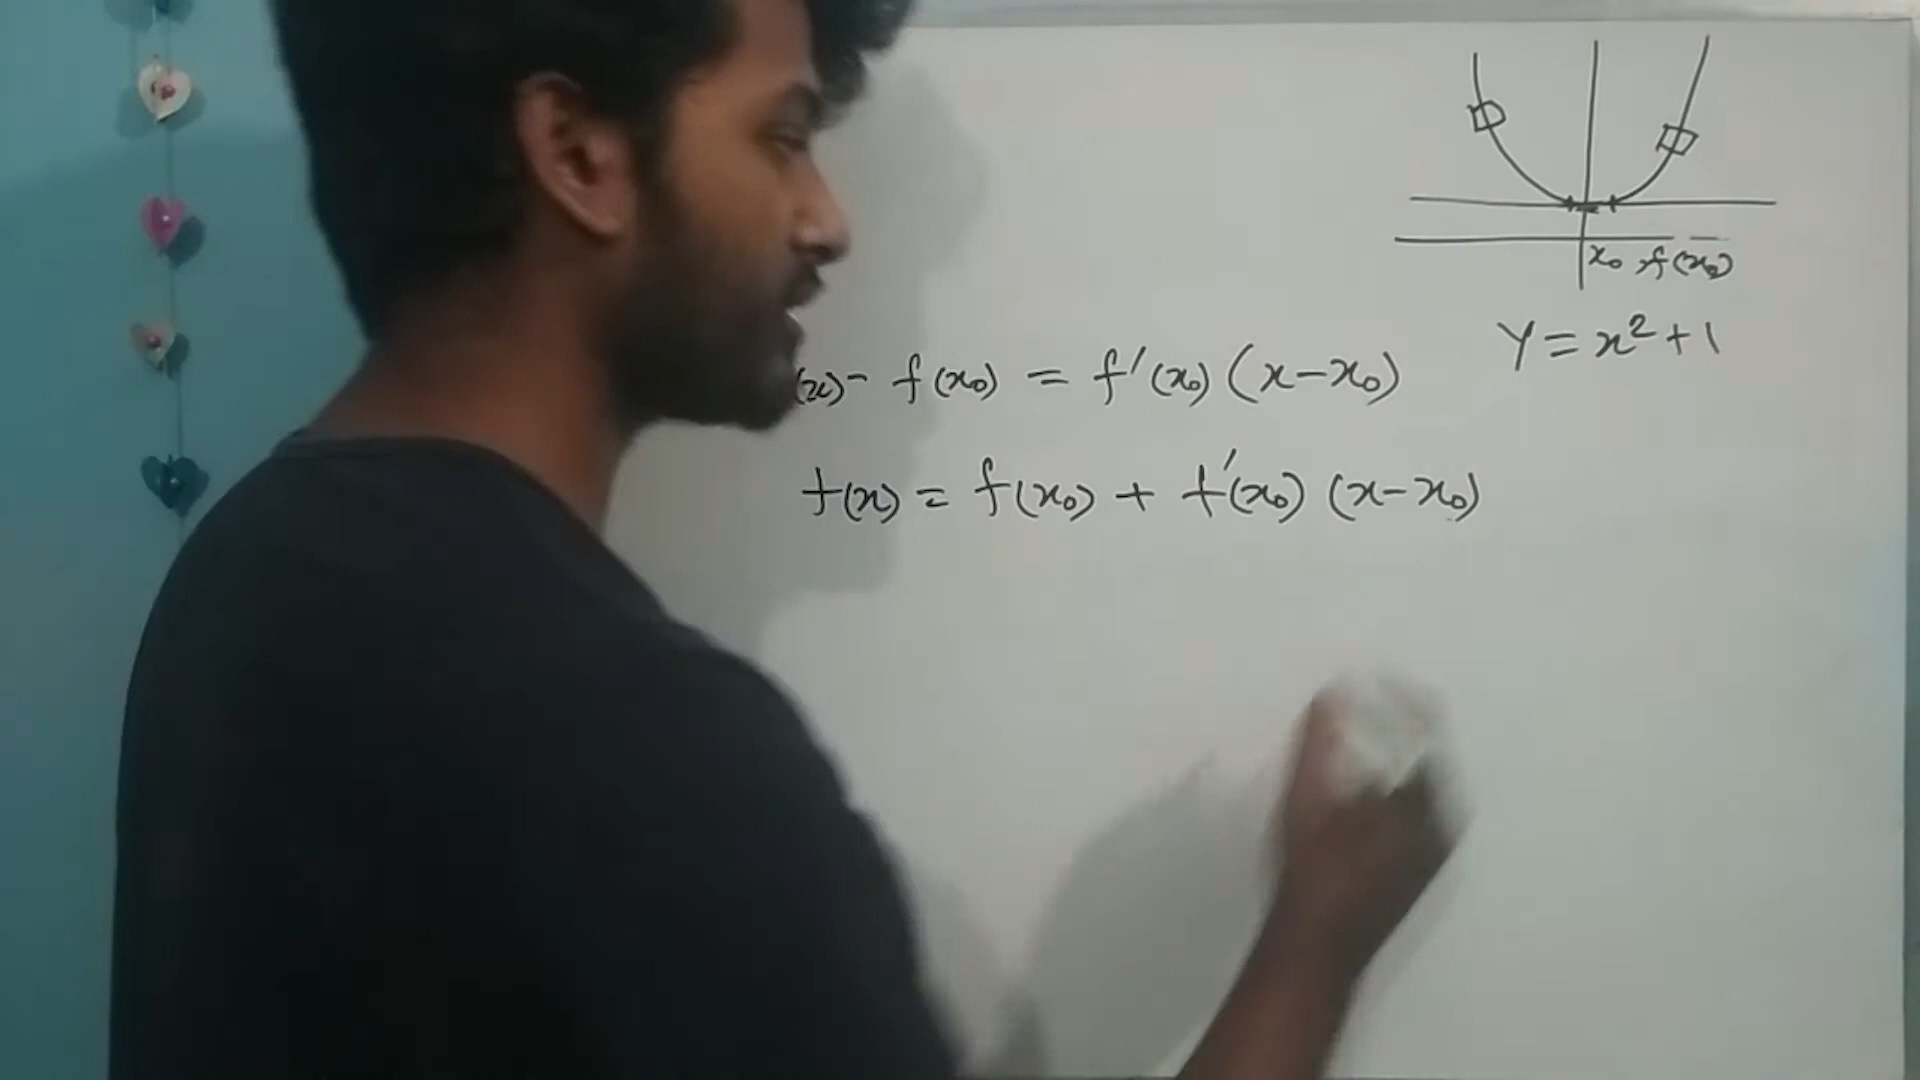 x₀, f(x₀)
Y = x² + 1
(x) - f(x₀) = f'(x₀) (x - x₀)
f(x) = f(x₀) + f'(x₀) (x - x₀)